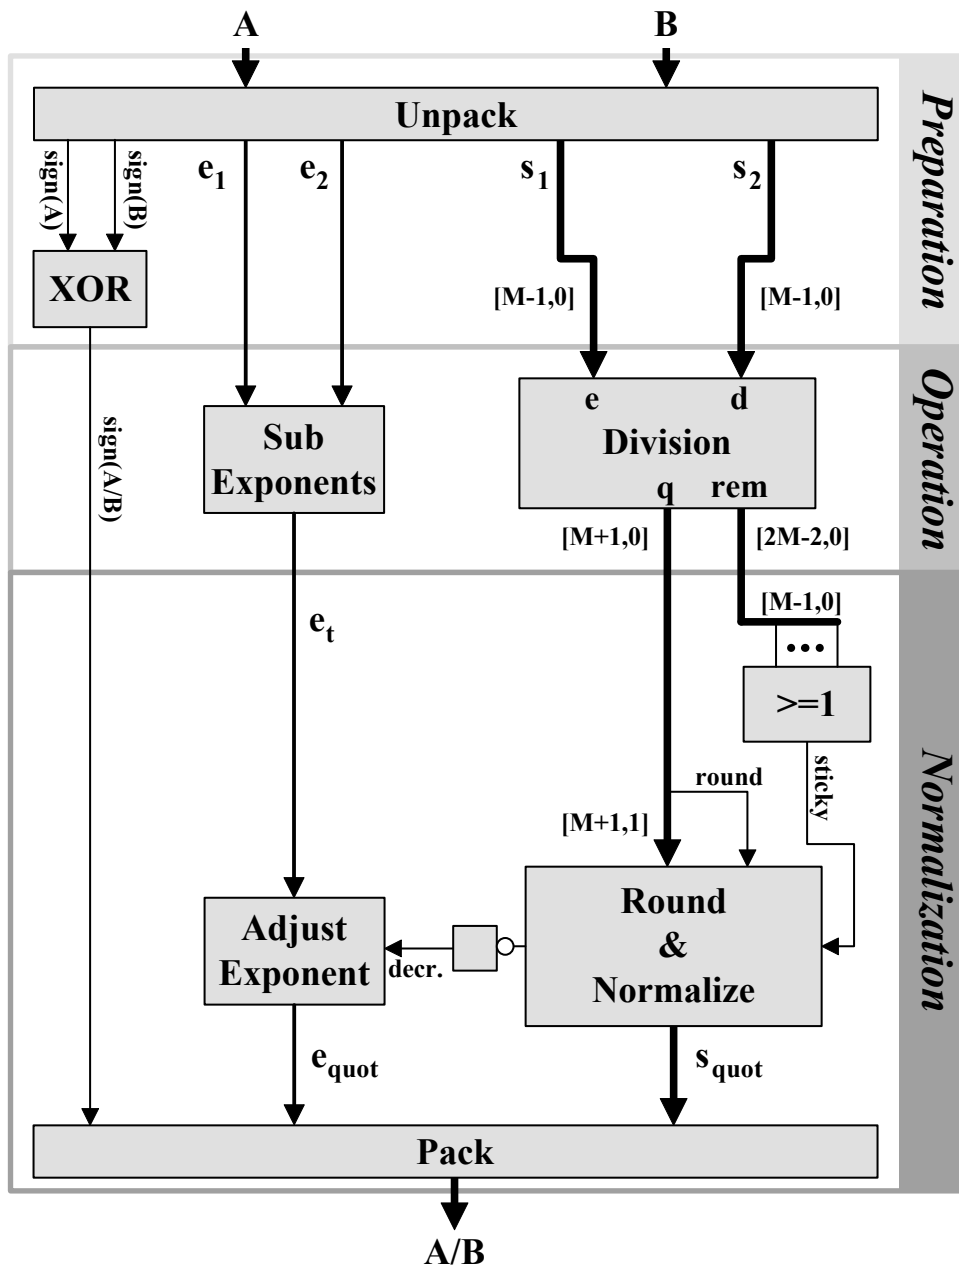 A
B
Unpack
sign(A)
sign(B)
e1
e2
s1
s2
XOR
[M-1,0]
[M-1,0]
Preparation
sign(A/B)
Sub
Exponents
e
d
Division
q
rem
[M+1,0]
[2M-2,0]
Operation
et
[M-1,0]
•••
>=1
sticky
round
[M+1,1]
Adjust
Exponent
decr.
Round
&
Normalize
equot
squot
Normalization
Pack
A/B